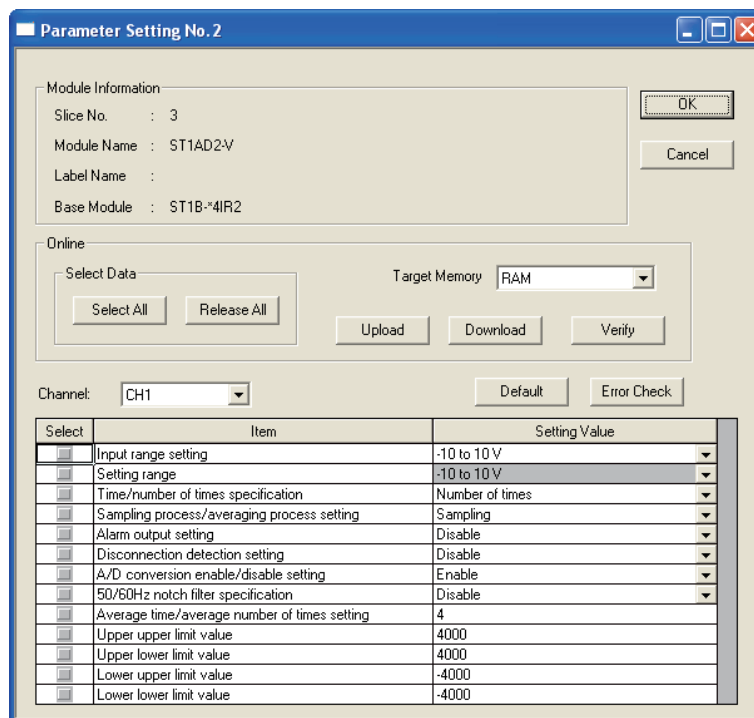 Parameter Setting No.2
Module Information
Slice No. : 3
Module Name : ST1AD2-V
Label Name :
Base Module : ST1B-*4IR2
OK
Cancel
Online
Select Data
Select All Release All
Target Memory RAM
Upload Download Verify
Channel: CH1 Default Error Check
Select Item Setting Value
Input range setting -10 to 10 V
Setting range -10 to 10 V
Time/number of times specification Number of times
Sampling process/averaging process setting Sampling
Alarm output setting Disable
Disconnection detection setting Disable
A/D conversion enable/disable setting Enable
50/60Hz notch filter specification Disable
Average time/average number of times setting 4
Upper upper limit value 4000
Upper lower limit value 4000
Lower upper limit value -4000
Lower lower limit value -4000